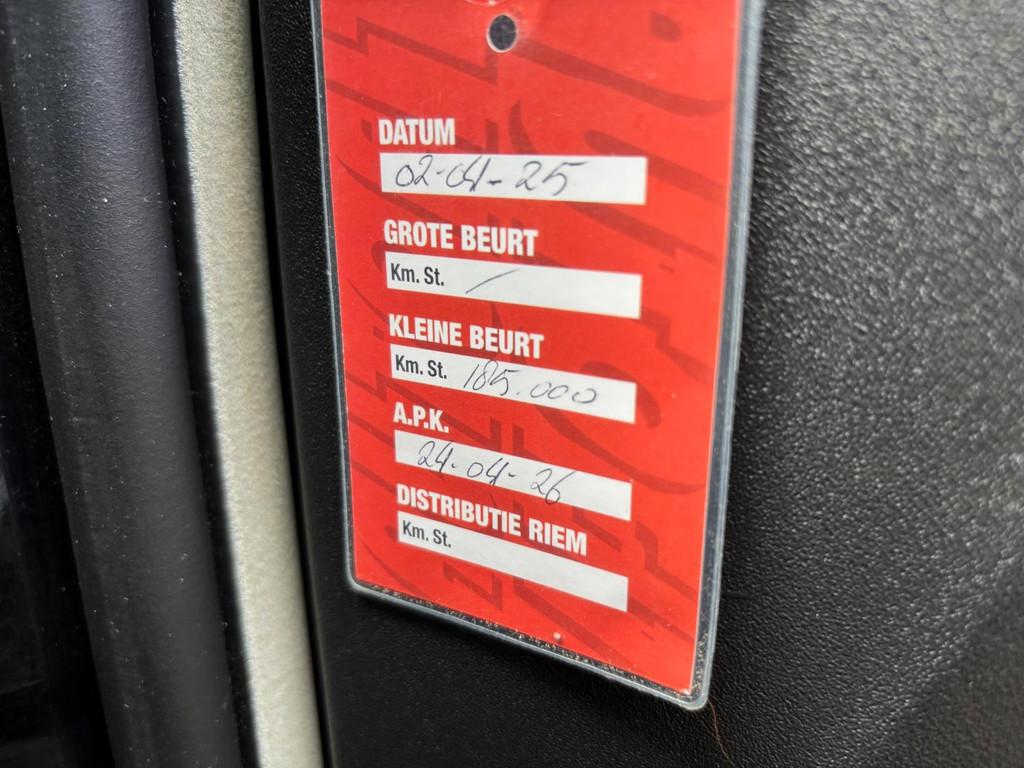 DATUM
02-04-25
GROTE BEURT
Km. St. /
KLEINE BEURT
Km. St. 185.000
A.P.K.
24-04-26
DISTRIBUTIE RIEM
Km. St.